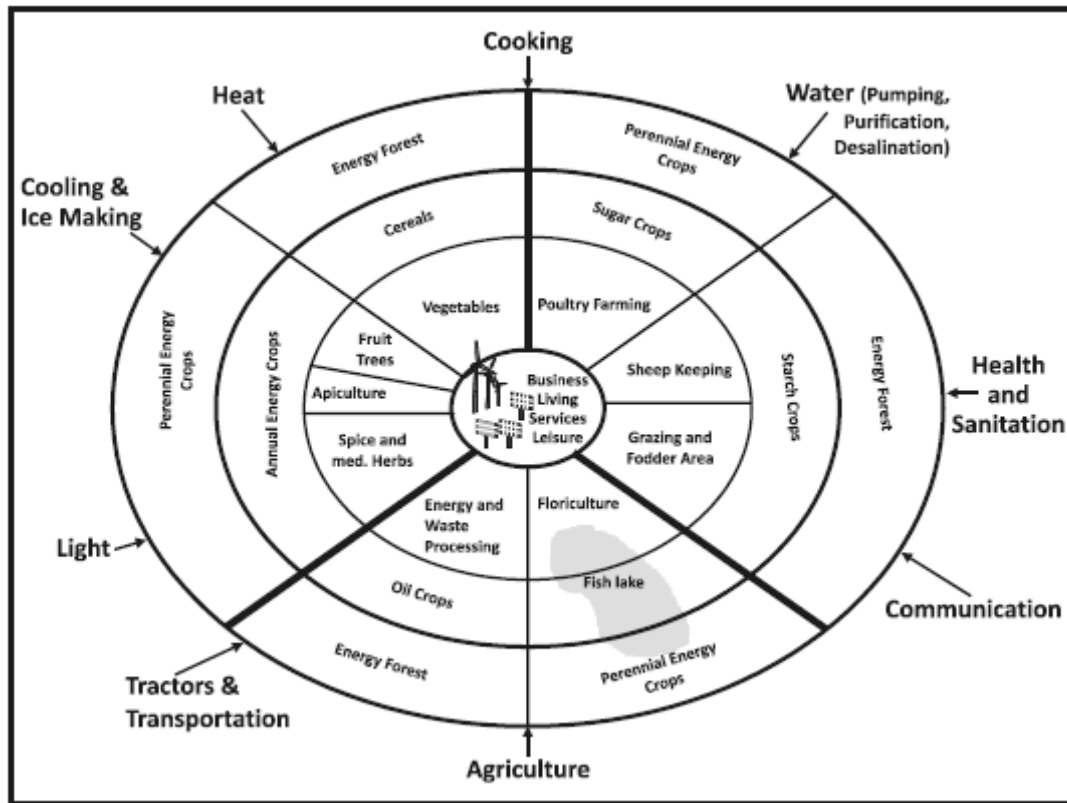 Cooking
Heat
Water (Pumping,
Purification,
Desalination)
Cooling &
Ice Making
Energy Forest
Perennial Energy
Crops
Cereals
Sugar Crops
Vegetables
Poultry Farming
Perennial Energy
Crops
Annual Energy Crops
Fruit
Trees
Apiculture
Spice and
med. Herbs
Business
Living
Services
Leisure
Sheep Keeping
Grazing and
Fodder Area
Starch Crops
Energy Forest
Health
and
Sanitation
Energy and
Waste
Processing
Floriculture
Fish lake
Oil Crops
Light
Energy Forest
Perennial Energy
Crops
Communication
Tractors &
Transportation
Agriculture